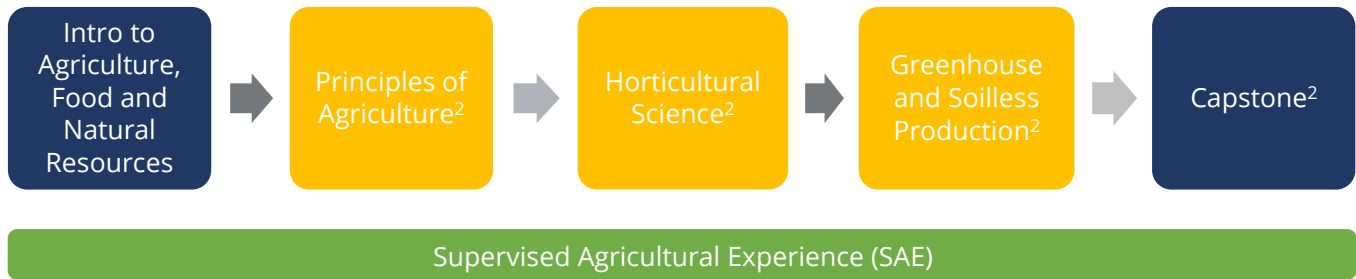 Intro to
Agriculture,
Food and
Natural
Resources
Principles of
Agriculture²
Horticultural
Science²
Greenhouse
and Soilless
Production²
Capstone²
Supervised Agricultural Experience (SAE)